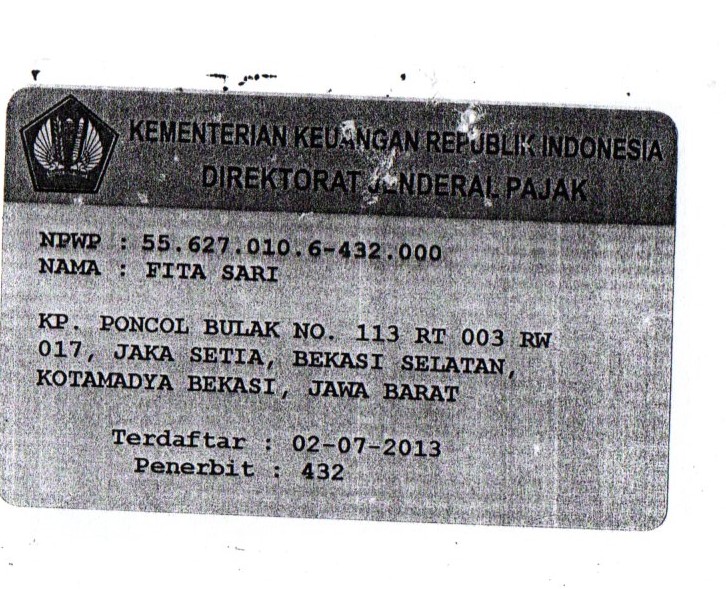 KEMENTERIAN KEUANGAN REPUBLIK INDONESIA
DIREKTORAT JENDERAL PAJAK
NPWP : 55.627.010.6-432.000
NAMA : FITA SARI
KP. PONCOL BULAK NO. 113 RT 003 RW
017, JAKA SETIA, BEKASI SELATAN,
KOTAMADYA BEKASI, JAWA BARAT
Terdaftar : 02-07-2013
Penerbit : 432